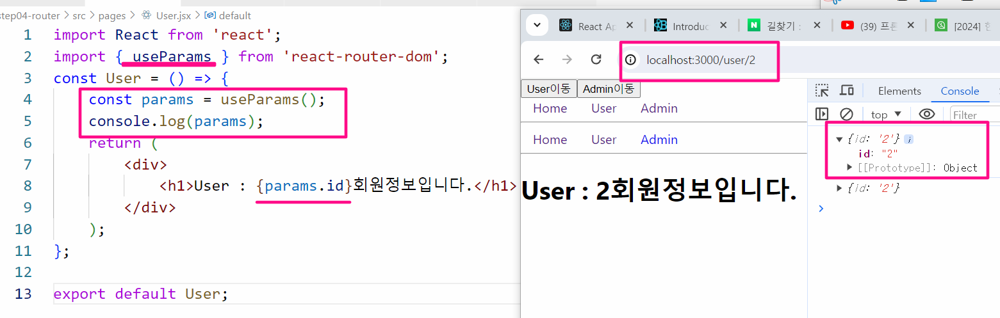 step04-router > src > pages > User.jsx > default
1 import React from 'react';
2 import { useParams } from 'react-router-dom';
3 const User = () => {
4 const params = useParams();
5 console.log(params);
6 return (
7 <div>
8 <h1>User : {params.id}회원정보입니다.</h1>
9 </div>
10 );
11 };
12
13 export default User;
React Ap
Introduc
길찾기 :
(39) 프론
[2024] 한
localhost:3000/user/2
User이동 Admin이동
Home User Admin
Home User Admin
User : 2회원정보입니다.
Elements Console
top Filter
{id: '2'} i
id: "2"
[[Prototype]]: Object
{id: '2'}